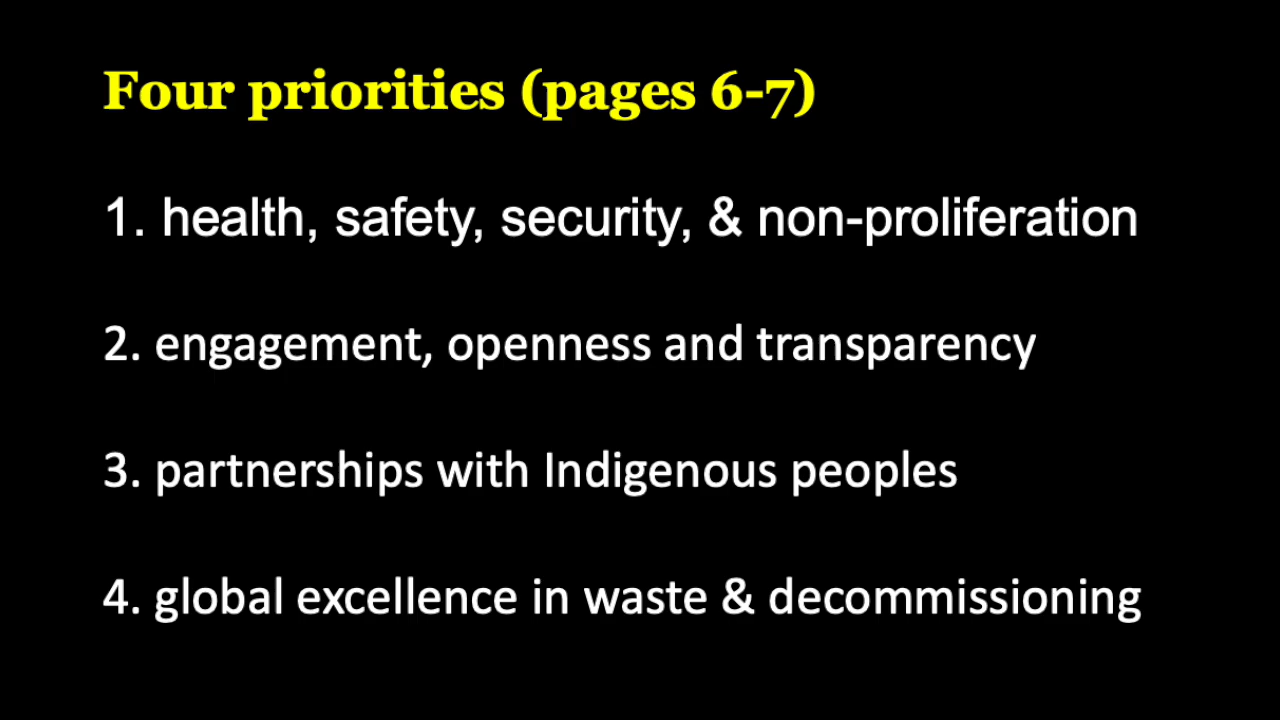 Four priorities (pages 6-7)
1. health, safety, security, & non-proliferation
2. engagement, openness and transparency
3. partnerships with Indigenous peoples
4. global excellence in waste & decommissioning